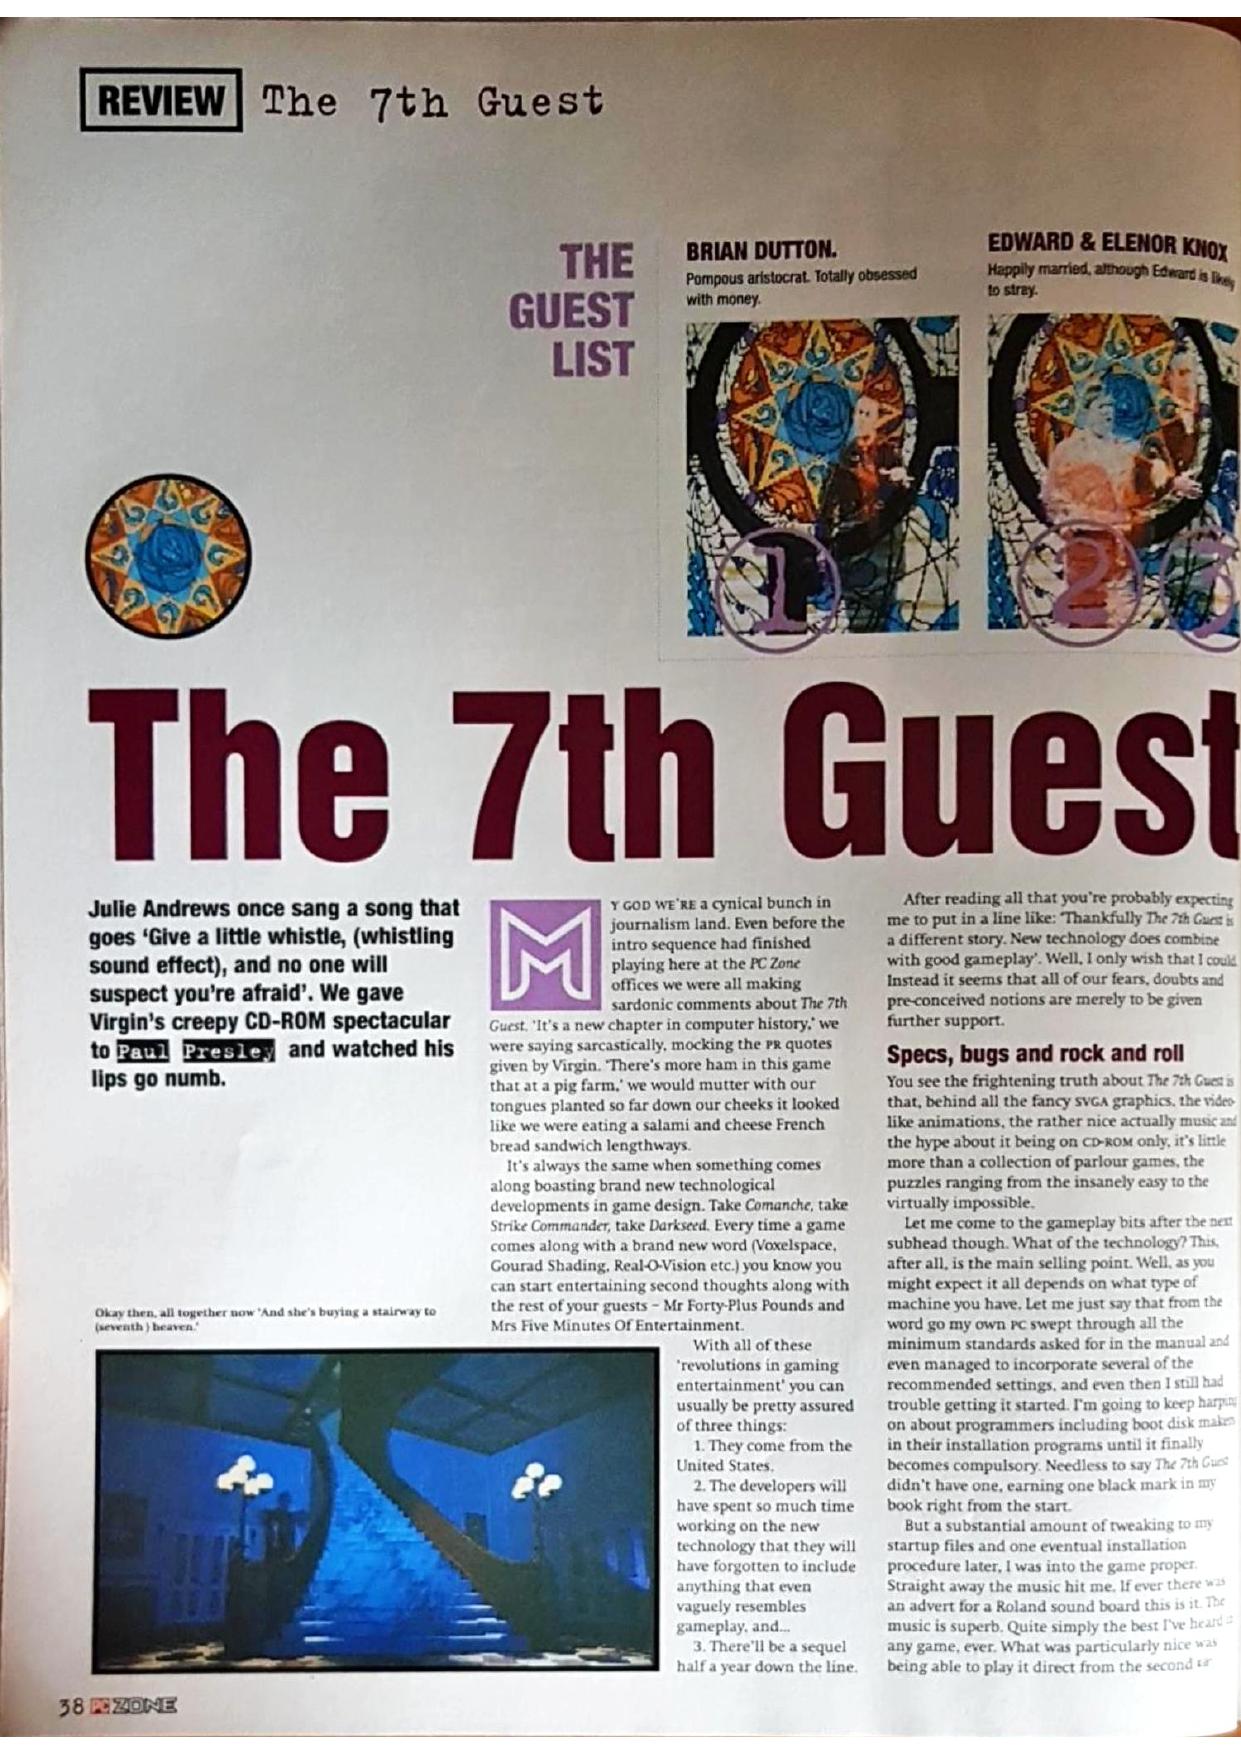 REVIEW The 7th Guest
THE
GUEST
LIST
BRIAN DUTTON.
Pompous aristocrat. Totally obsessed
with money.
EDWARD & ELENOR KNOX
Happily married, although Edward is likely
to stray.
1
2
3
The 7th Guest
Julie Andrews once sang a song that
goes ‘Give a little whistle, (whistling
sound effect), and no one will
suspect you're afraid’. We gave
Virgin's creepy CD-ROM spectacular
to Paul Presley and watched his
lips go numb.
Okay then, all together now ‘And she's buying a stairway to
(seventh ) heaven.’
MY GOD WE'RE a cynical bunch in
journalism land. Even before the
intro sequence had finished
playing here at the PC Zone
offices we were all making
sardonic comments about The 7th
Guest. ‘It's a new chapter in computer history,’ we
were saying sarcastically, mocking the PR quotes
given by Virgin. ‘There's more ham in this game
that at a pig farm,’ we would mutter with our
tongues planted so far down our cheeks it looked
like we were eating a salami and cheese French
bread sandwich lengthways.
It's always the same when something comes
along boasting brand new technological
developments in game design. Take Comanche, take
Strike Commander, take Darkseed. Every time a game
comes along with a brand new word (Voxelspace,
Gourad Shading, Real-O-Vision etc.) you know you
can start entertaining second thoughts along with
the rest of your guests – Mr Forty-Plus Pounds and
Mrs Five Minutes Of Entertainment.
With all of these
‘revolutions in gaming
entertainment’ you can
usually be pretty assured
of three things:
1. They come from the
United States.
2. The developers will
have spent so much time
working on the new
technology that they will
have forgotten to include
anything that even
vaguely resembles
gameplay, and...
3. There'll be a sequel
half a year down the line.
After reading all that you're probably expecting
me to put in a line like: ‘Thankfully The 7th Guest is
a different story. New technology does combine
with good gameplay’. Well, I only wish that I could.
Instead it seems that all of our fears, doubts and
pre-conceived notions are merely to be given
further support.
Specs, bugs and rock and roll
You see the frightening truth about The 7th Guest is
that, behind all the fancy SVGA graphics, the video-
like animations, the rather nice actually music and
the hype about it being on CD-ROM only, it's little
more than a collection of parlour games, the
puzzles ranging from the insanely easy to the
virtually impossible.
Let me come to the gameplay bits after the next
subhead though. What of the technology? This,
after all, is the main selling point. Well, as you
might expect it all depends on what type of
machine you have. Let me just say that from the
word go my own PC swept through all the
minimum standards asked for in the manual and
even managed to incorporate several of the
recommended settings, and even then I still had
trouble getting it started. I'm going to keep harping
on about programmers including boot disk makers
in their installation programs until it finally
becomes compulsory. Needless to say The 7th Guest
didn't have one, earning one black mark in my
book right from the start.
But a substantial amount of tweaking to my
startup files and one eventual installation
procedure later, I was into the game proper.
Straight away the music hit me. If ever there was
an advert for a Roland sound board this is it. The
music is superb. Quite simply the best I've heard
any game, ever. What was particularly nice was
being able to play it direct from the second
38 PC ZONE